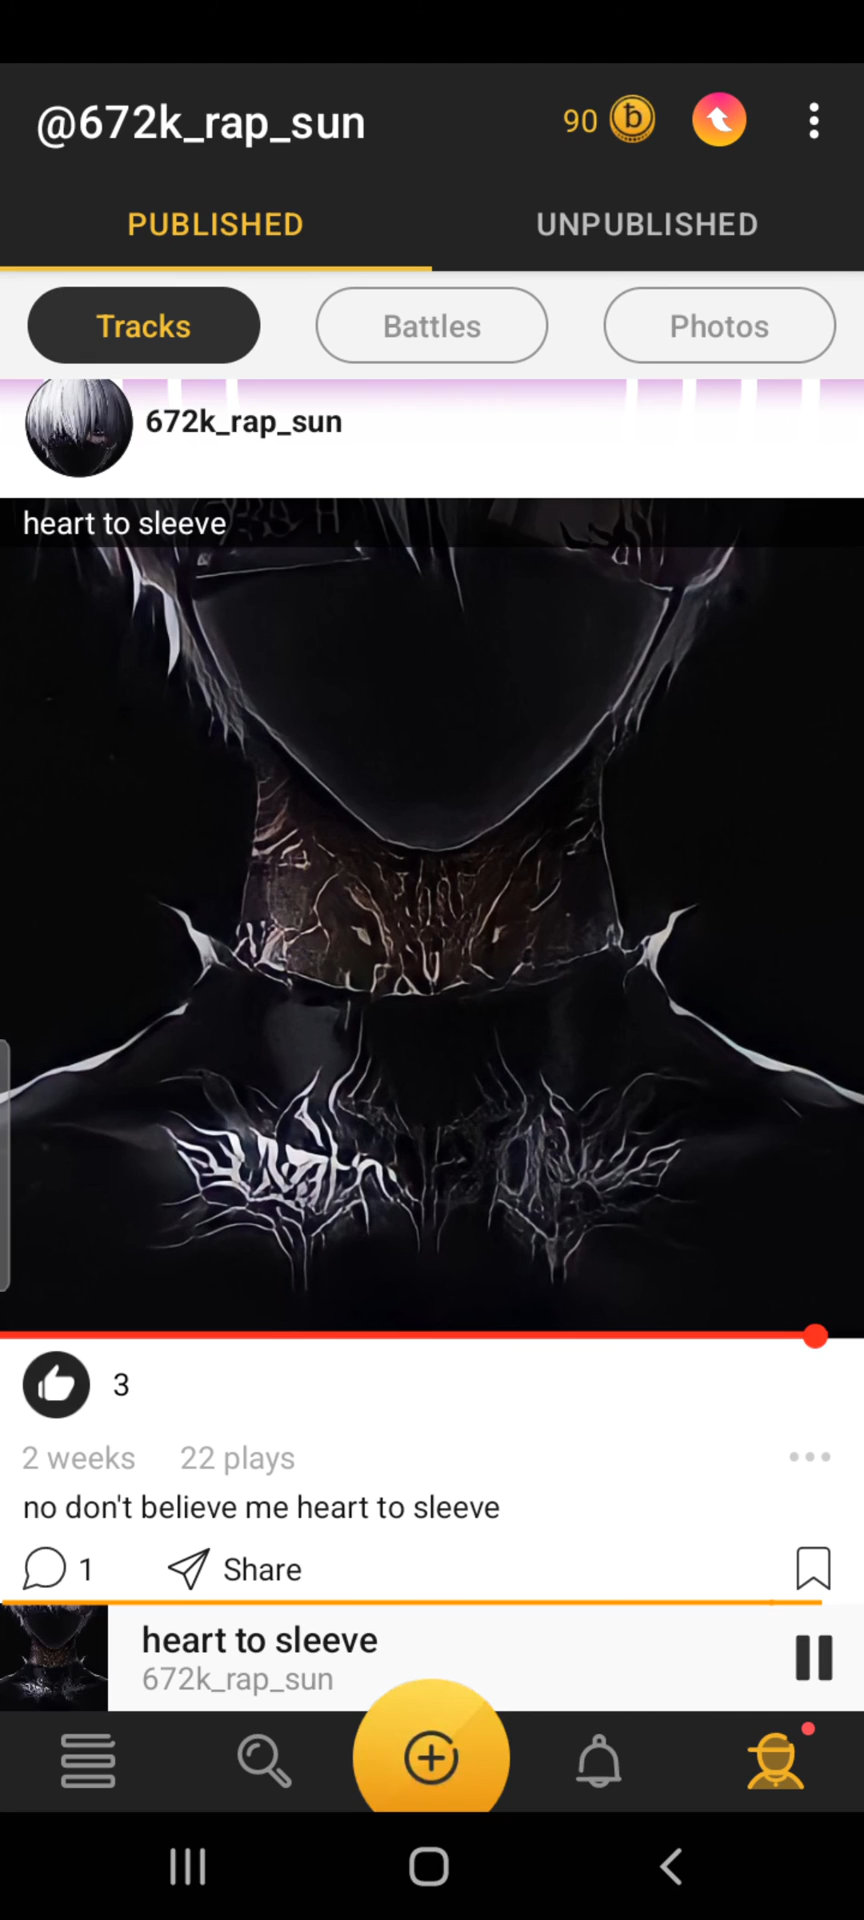 @672k_rap_sun 90
PUBLISHED UNPUBLISHED
Tracks Battles Photos
672k_rap_sun
heart to sleeve
3
2 weeks 22 plays
no don't believe me heart to sleeve
1 Share
heart to sleeve
672k_rap_sun